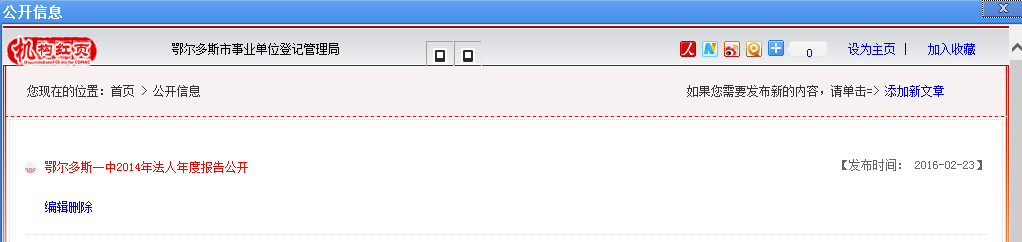 公开信息
机构红页
鄂尔多斯市事业单位登记管理局
0
设为主页 | 加入收藏
您现在的位置：首页 > 公开信息
如果您需要发布新的内容，请单击=> 添加新文章
鄂尔多斯一中2014年法人年度报告公开
【发布时间： 2016-02-23】
编辑删除